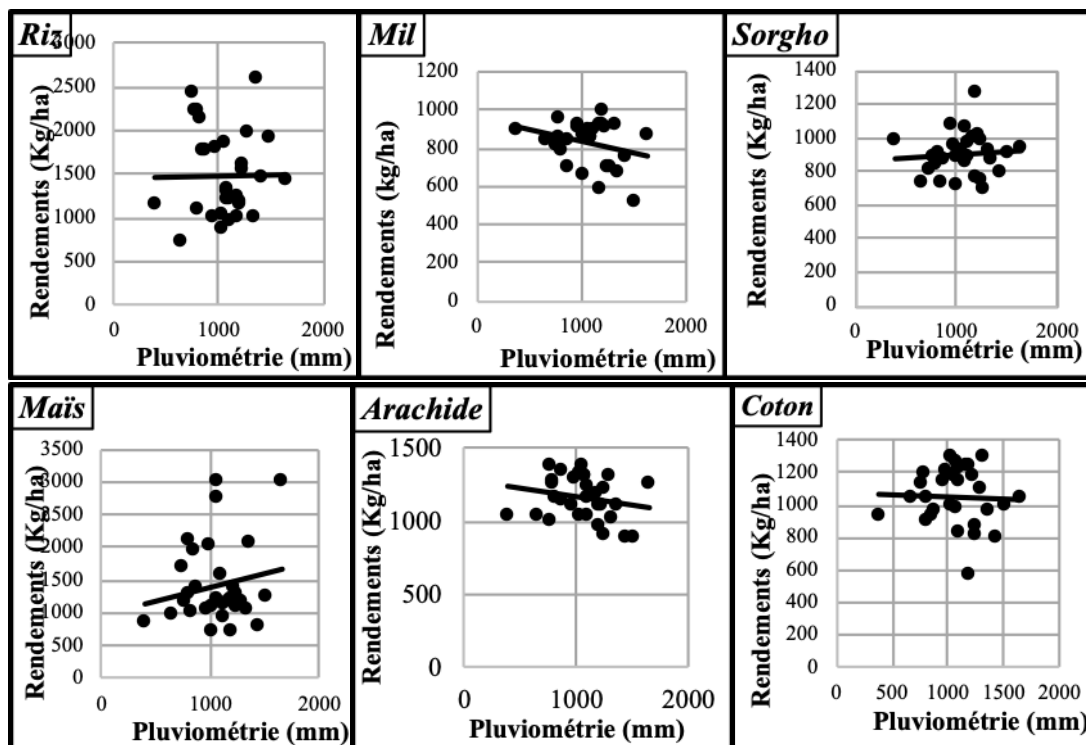 Riz
Rendements (Kg/ha)
3000
2500
2000
1500
1000
500
0
0 1000 2000
Pluviométrie (mm)
Mil
Rendements (kg/ha)
1200
1000
800
600
400
200
0
0 1000 2000
Pluviométrie (mm)
Sorgho
Rendements (Kg/ha)
1400
1200
1000
800
600
400
200
0
0 1000 2000
Pluviométrie (mm)
Maïs
Rendements (Kg/ha)
3500
3000
2500
2000
1500
1000
500
0
0 1000 2000
Pluviométrie (mm)
Arachide
Rendements (Kg/ha)
1500
1000
500
0
0 1000 2000
Pluviométrie (mm)
Coton
Rendements (Kg/ha)
1400
1200
1000
800
600
400
200
0
0 500 1000 1500 2000
Pluviométrie (mm)